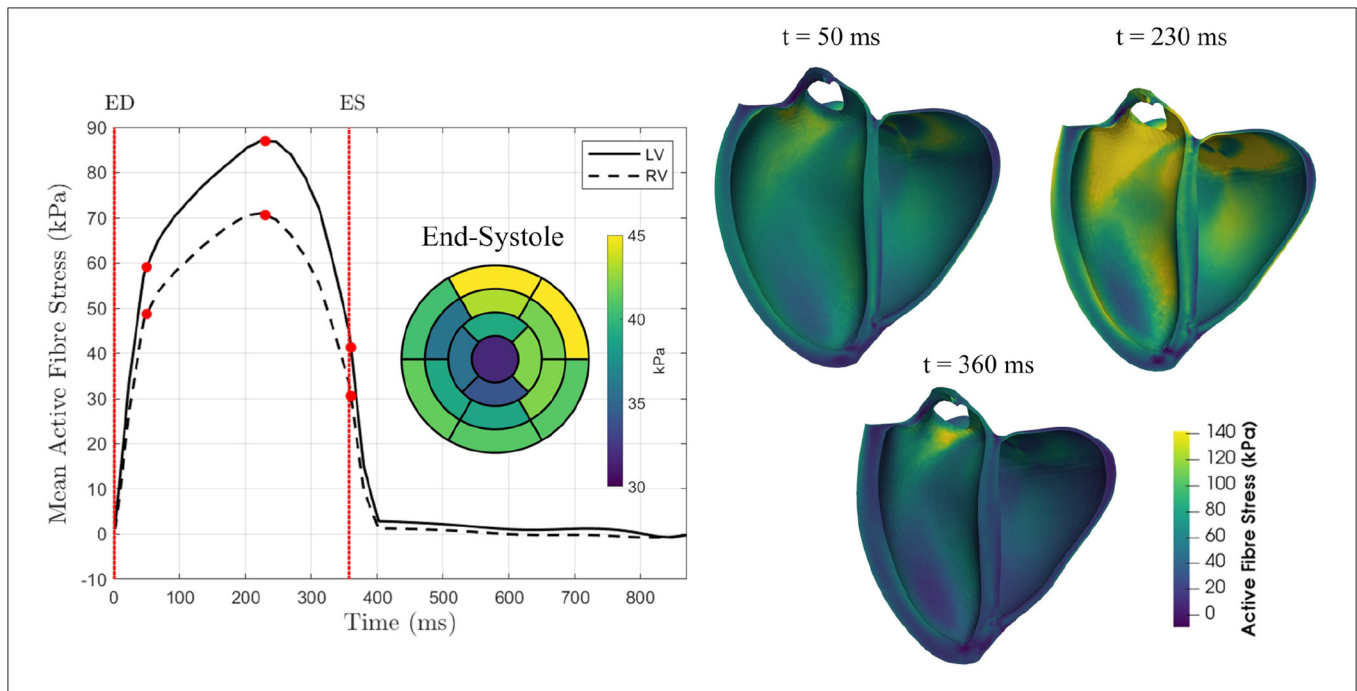 t = 50 ms
t = 230 ms
ED
ES
90
80
70
60
50
40
30
20
10
0
-10
Mean Active Fibre Stress (kPa)
LV
RV
End-Systole
45
40
35
30
kPa
0
100
200
300
400
500
600
700
800
Time (ms)
t = 360 ms
140
120
100
80
60
40
20
0
Active Fibre Stress (kPa)